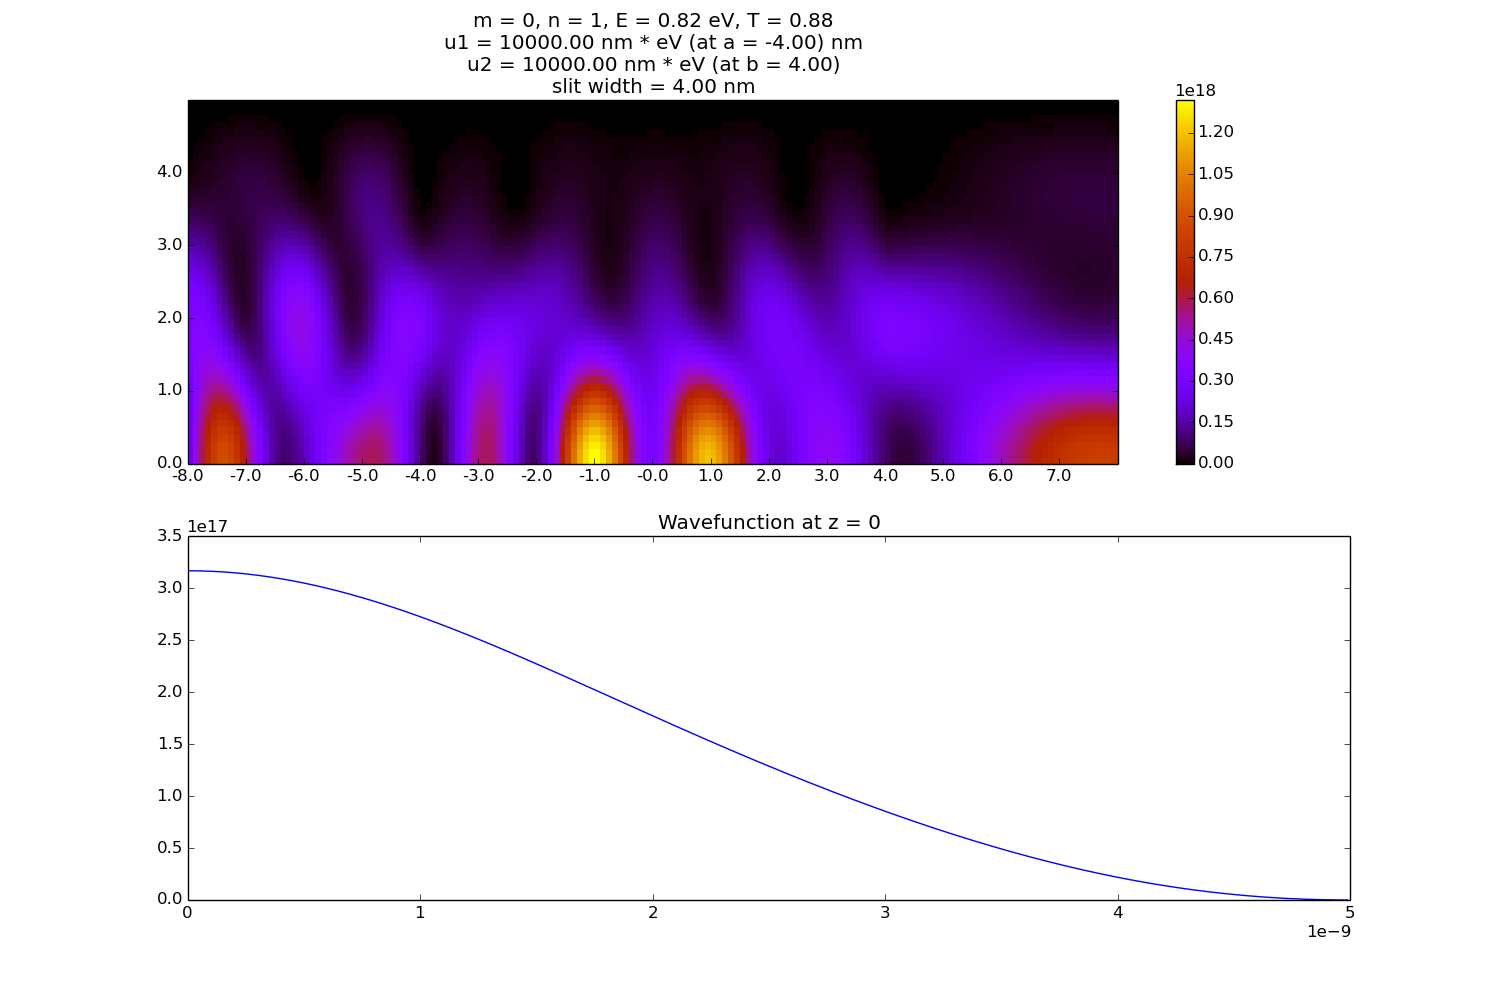 m = 0, n = 1, E = 0.82 eV, T = 0.88
u1 = 10000.00 nm * eV (at a = -4.00) nm
u2 = 10000.00 nm * eV (at b = 4.00)
slit width = 4.00 nm
1e18
4.0
3.0
2.0
1.0
0.0
-8.0 -7.0 -6.0 -5.0 -4.0 -3.0 -2.0 -1.0 -0.0 1.0 2.0 3.0 4.0 5.0 6.0 7.0
1.20
1.05
0.90
0.75
0.60
0.45
0.30
0.15
0.00
Wavefunction at z = 0
1e17
3.5
3.0
2.5
2.0
1.5
1.0
0.5
0.0
0 1 2 3 4 5
1e−9